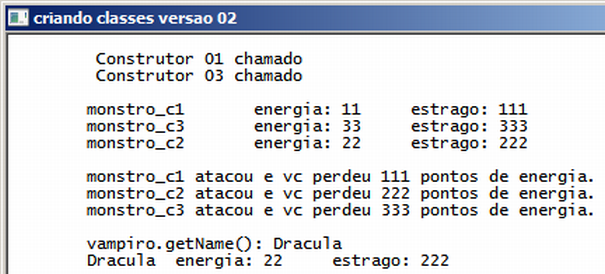 criando classes versao 02
Construtor 01 chamado
Construtor 03 chamado
monstro_c1 energia: 11 estrago: 111
monstro_c3 energia: 33 estrago: 333
monstro_c2 energia: 22 estrago: 222
monstro_c1 atacou e vc perdeu 111 pontos de energia.
monstro_c2 atacou e vc perdeu 222 pontos de energia.
monstro_c3 atacou e vc perdeu 333 pontos de energia.
vampiro.getName(): Dracula
Dracula energia: 22 estrago: 222